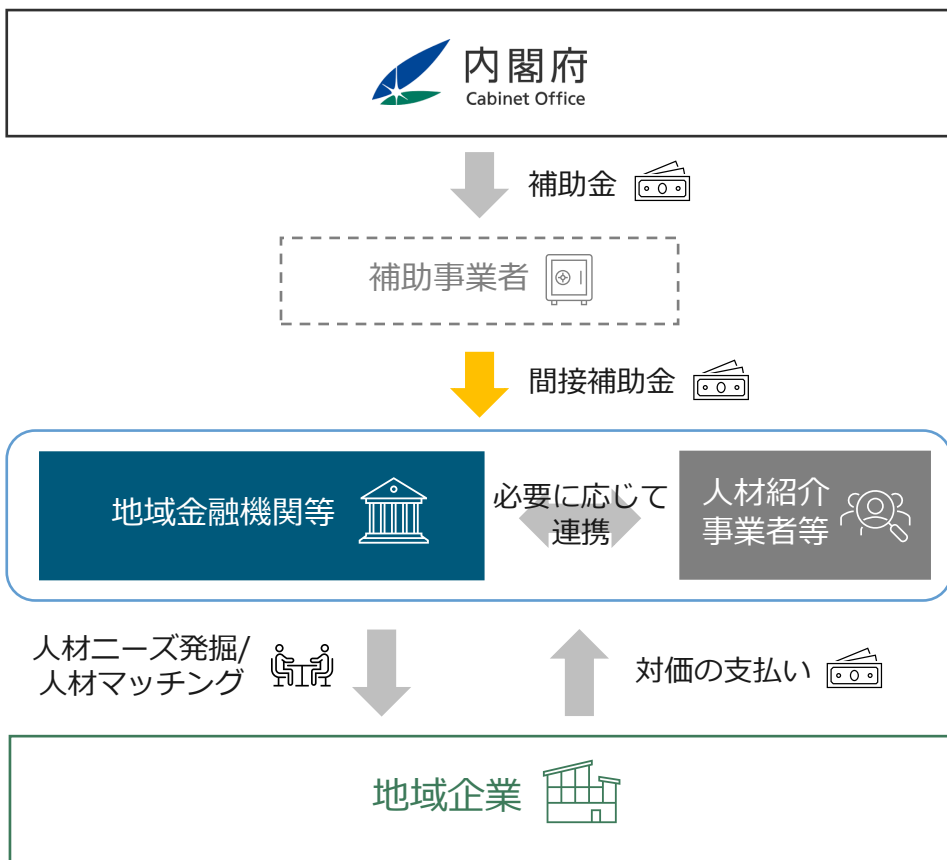 内閣府
Cabinet Office
補助金
補助事業者
間接補助金
地域金融機関等
必要に応じて
連携
人材紹介
事業者等
人材ニーズ発掘/
人材マッチング
対価の支払い
地域企業